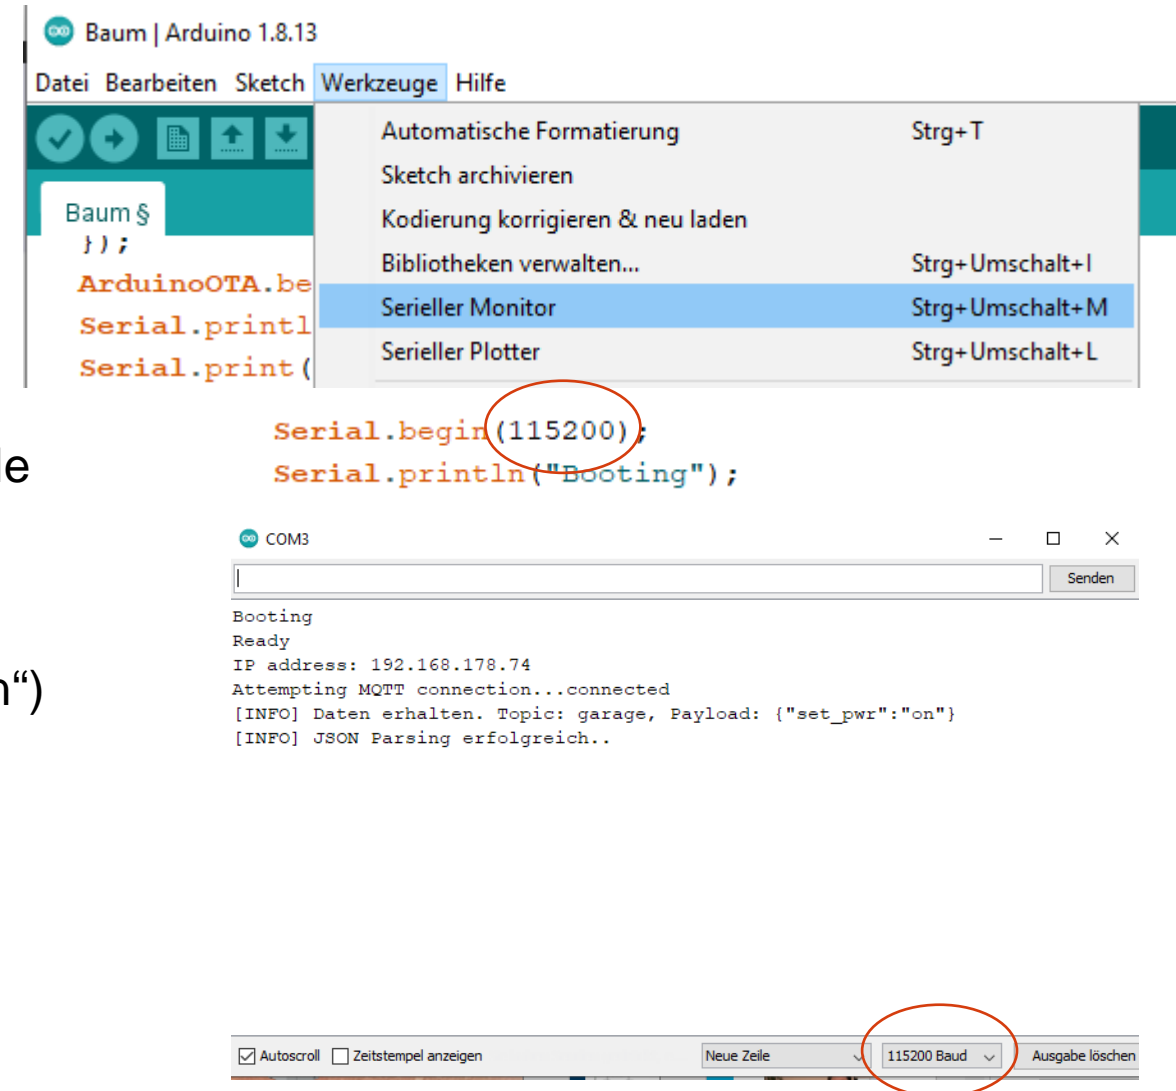 Baum | Arduino 1.8.13
Datei Bearbeiten Sketch Werkzeuge Hilfe
Automatische Formatierung Strg+T
Sketch archivieren
Kodierung korrigieren & neu laden
Bibliotheken verwalten... Strg+Umschalt+I
Serieller Monitor Strg+Umschalt+M
Serieller Plotter Strg+Umschalt+L
Baum §
});
ArduinoOTA.be
Serial.printl
Serial.print(
Serial.begin(115200);
Serial.println("Booting");
le
COM3
Senden
Booting
Ready
IP address: 192.168.178.74
Attempting MQTT connection...connected
[INFO] Daten erhalten. Topic: garage, Payload: {"set_pwr":"on"}
[INFO] JSON Parsing erfolgreich..
n“)
Autoscroll Zeitstempel anzeigen Neue Zeile 115200 Baud Ausgabe löschen